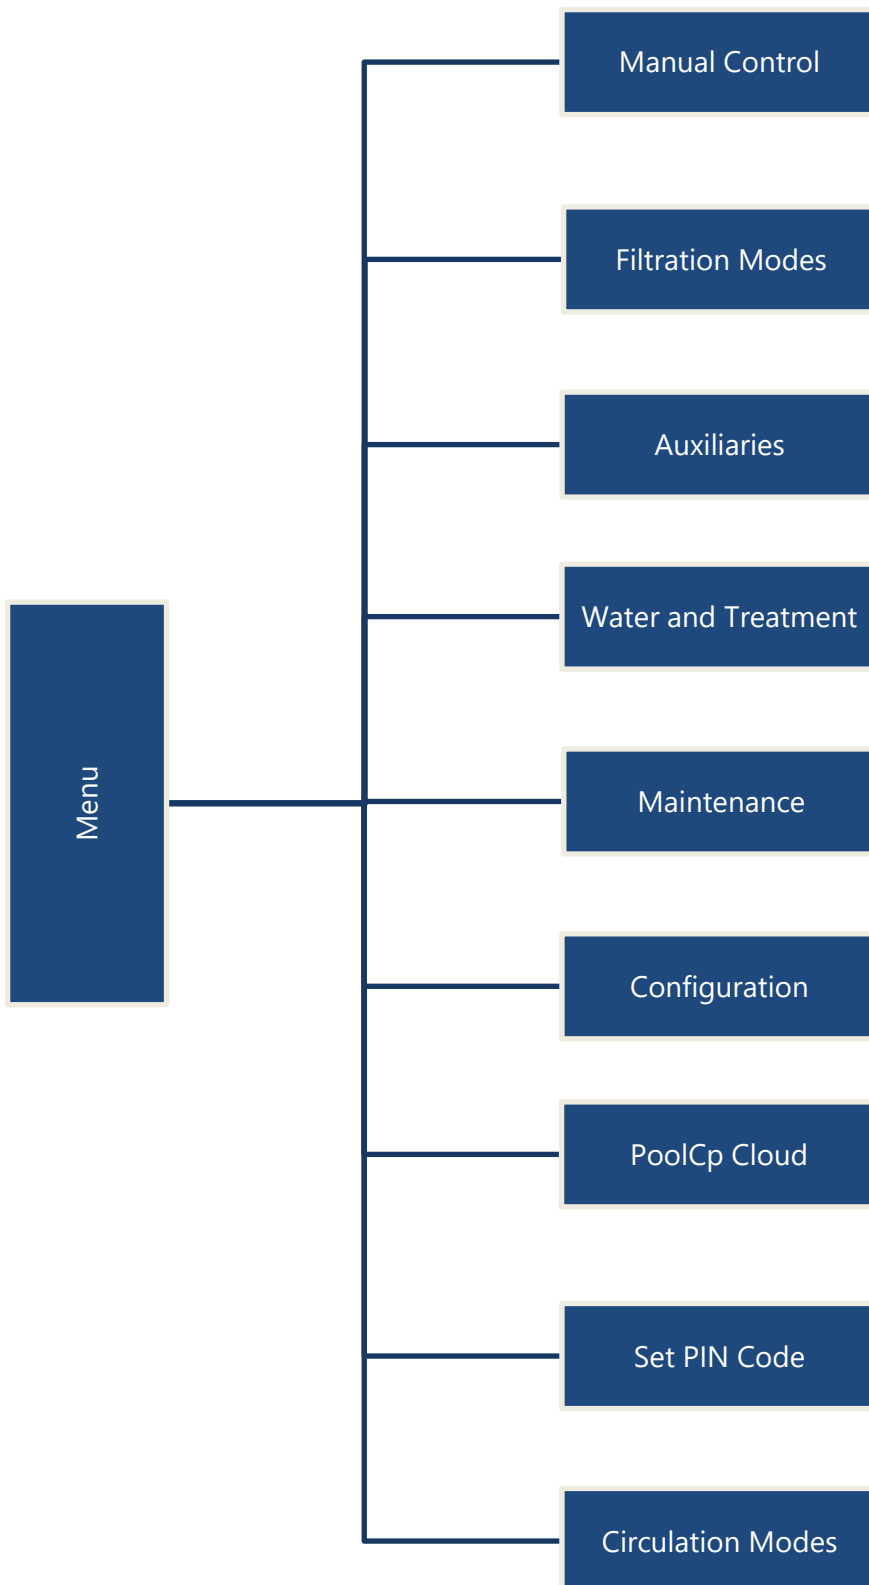 Manual Control
Filtration Modes
Auxiliaries
Water and Treatment
Menu
Maintenance
Configuration
PoolCp Cloud
Set PIN Code
Circulation Modes